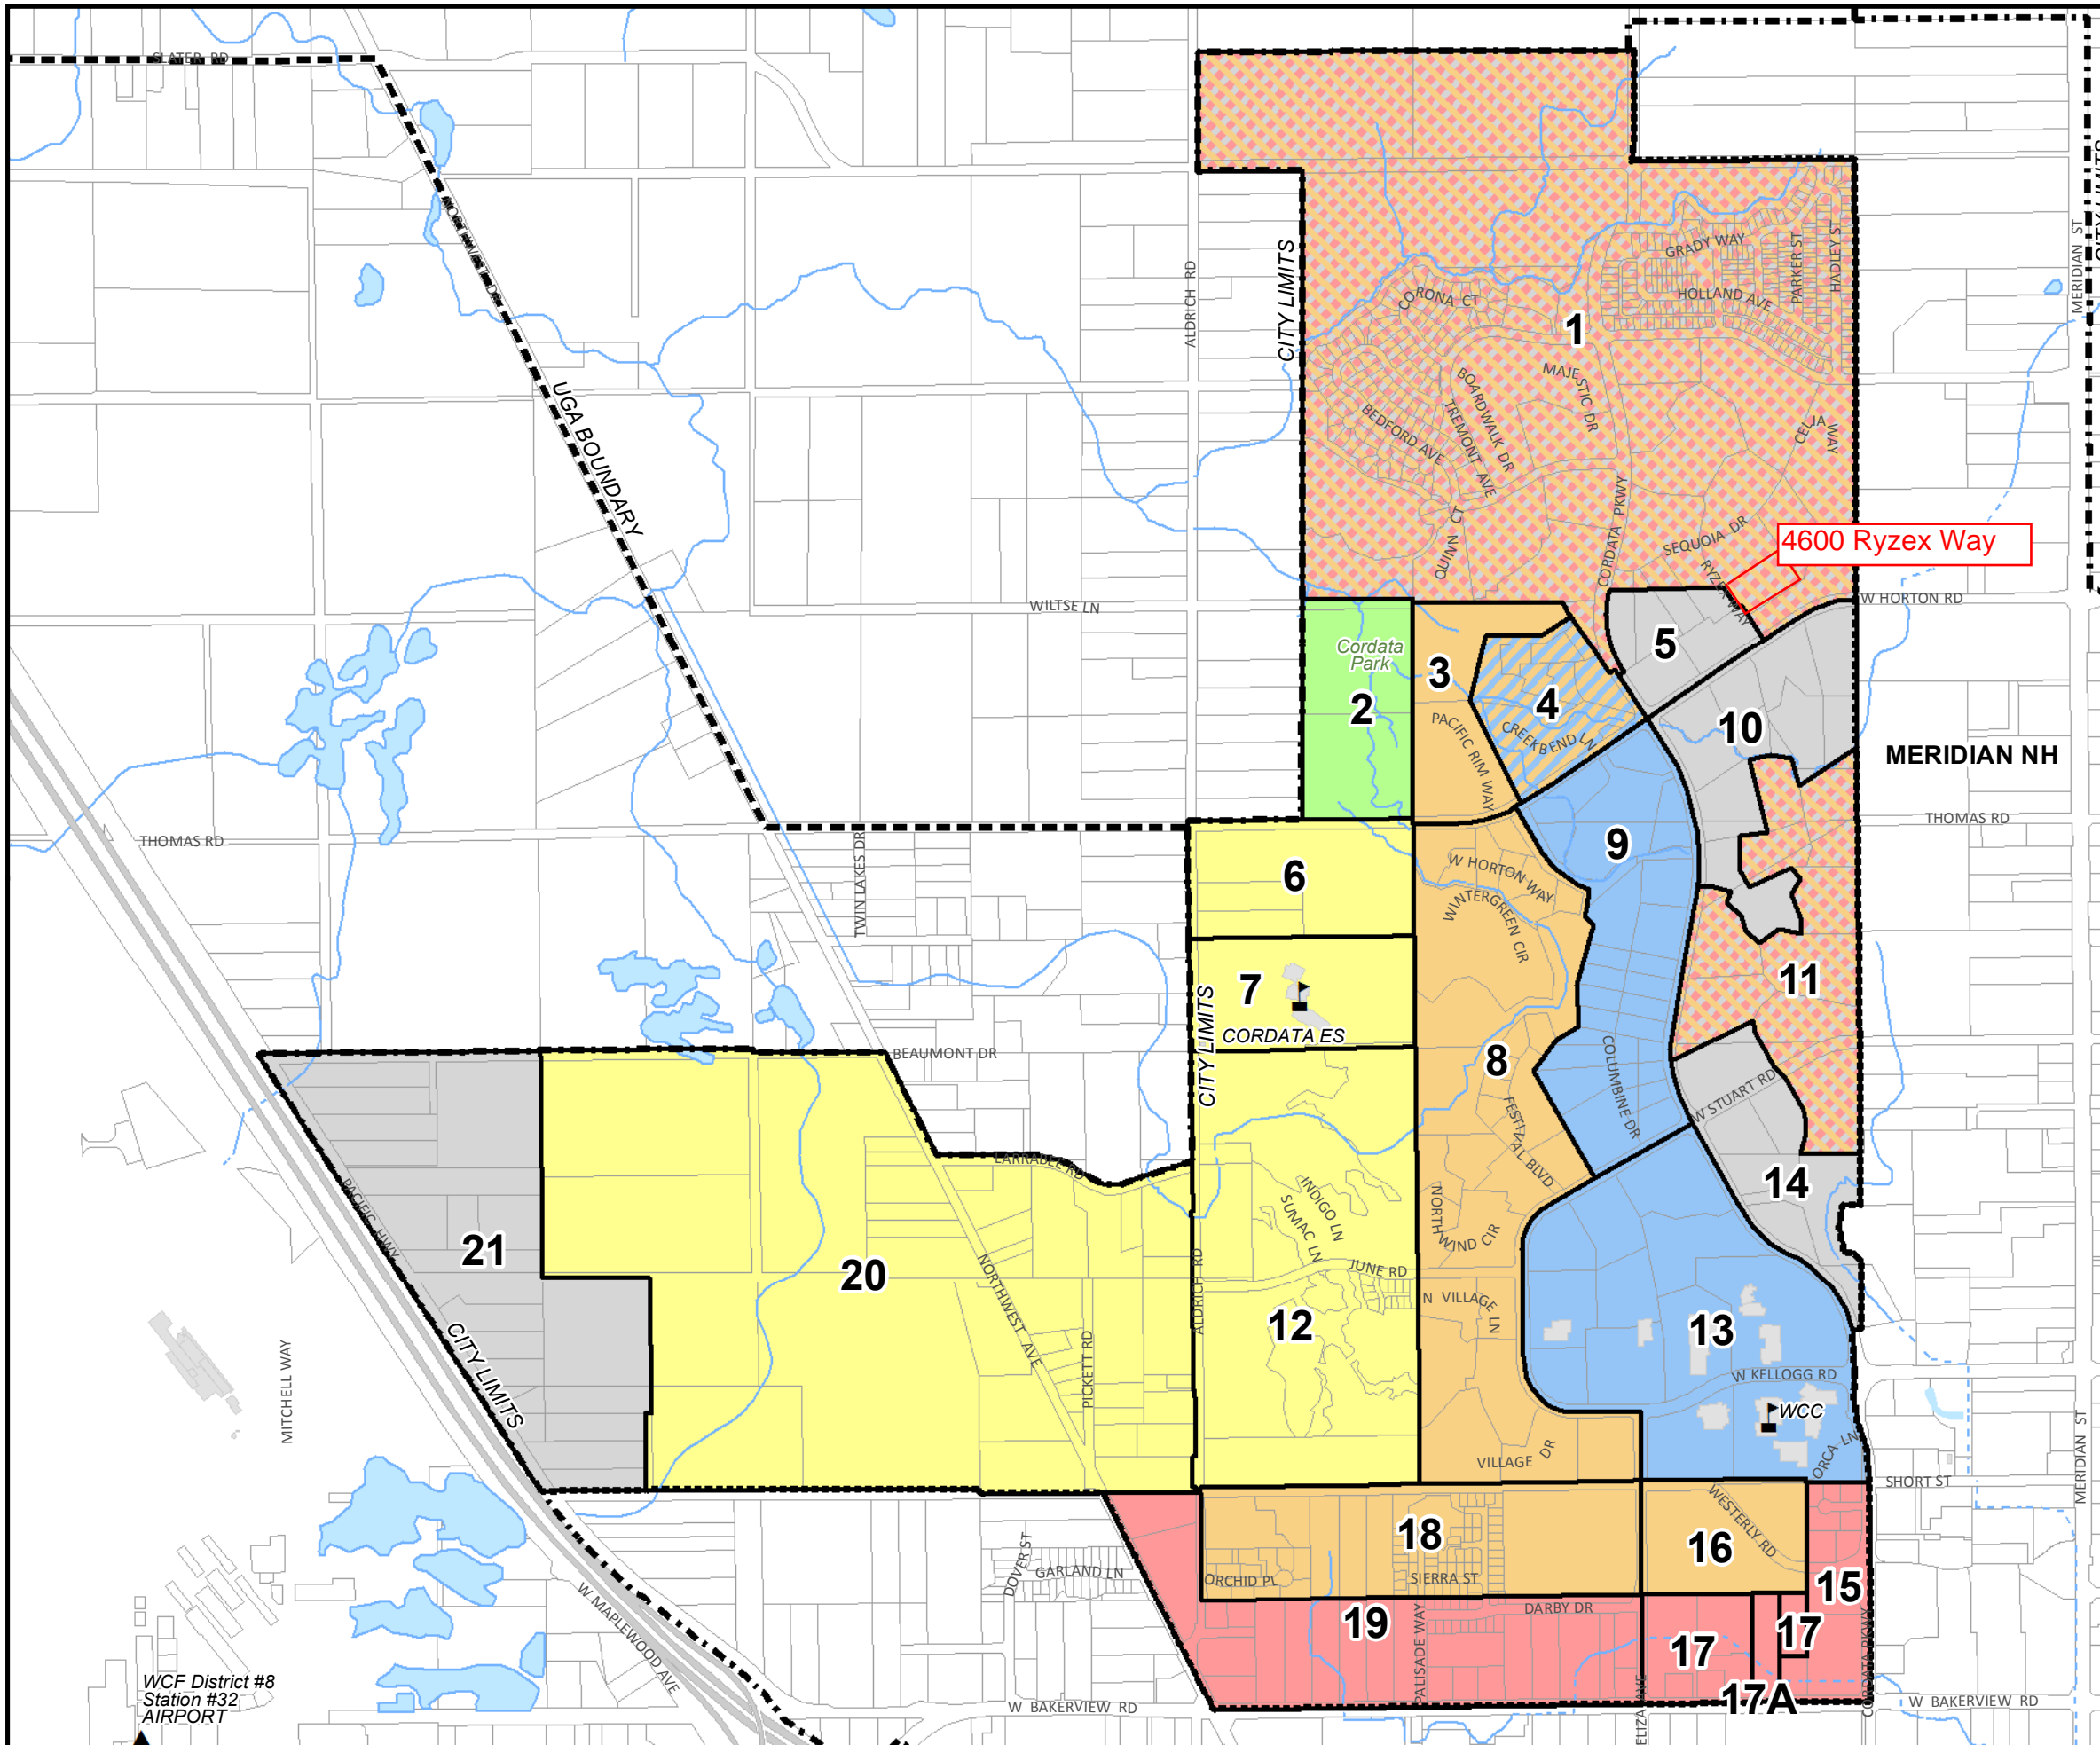 SLATER RD
NORTHWEST DR
UGA BOUNDARY
ALDRICH RD
CITY LIMITS
CITY LIMITS
MERIDIAN ST
GRADY WAY
PARKER ST
HADLEY ST
HOLLAND AVE
CORONA CT
1
MAJESTIC DR
BOARDWALK DR
TREMONT AVE
BEDFORD AVE
CELIA WAY
QUINN CT
CORDATA PKWY
SEQUOIA DR
RYZEX WAY
4600 Ryzex Way
W HORTON RD
WILTSE LN
Cordata
Park
2
3
4
5
10
PACIFIC RIM WAY
CREEKBEND LN
MERIDIAN NH
THOMAS RD
THOMAS RD
TWIN LAKES DR
6
9
W HORTON WAY
WINTERGREEN CIR
7
CORDATA ES
CITY LIMITS
11
BEAUMONT DR
8
COLUMBINE DR
W STUART RD
FESTIVAL BLVD
LARRABEE RD
14
INDIGO LN
SUMAC LN
NORTHWIND CIR
JUNE RD
PACIFIC HWY
21
20
NORTHWEST AVE
ALDRICH RD
N VILLAGE LN
12
13
PICKETT RD
W KELLOGG RD
MITCHELL WAY
CITY LIMITS
WCC
ORCA LN
VILLAGE DR
SHORT ST
MERIDIAN ST
WESTERLY RD
18
16
DOVER ST
GARLAND LN
ORCHID PL
SIERRA ST
15
W MAPLEWOOD AVE
19
PALISADE WAY
DARBY DR
17
17
17A
CORDATA PKWY
ELIZA AVE
WCF District #8
Station #32
AIRPORT
W BAKERVIEW RD
W BAKERVIEW RD